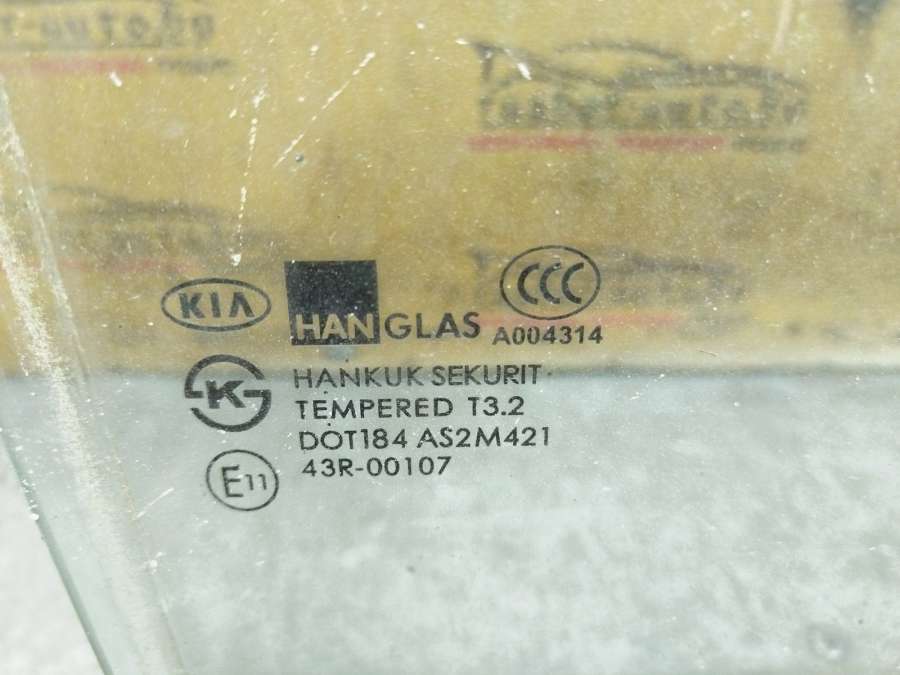 KIA
HANGLAS
CCC
A004314
K
HANKUK SEKURIT
TEMPERED T3.2
DOT184 AS2M421
E11
43R-00107